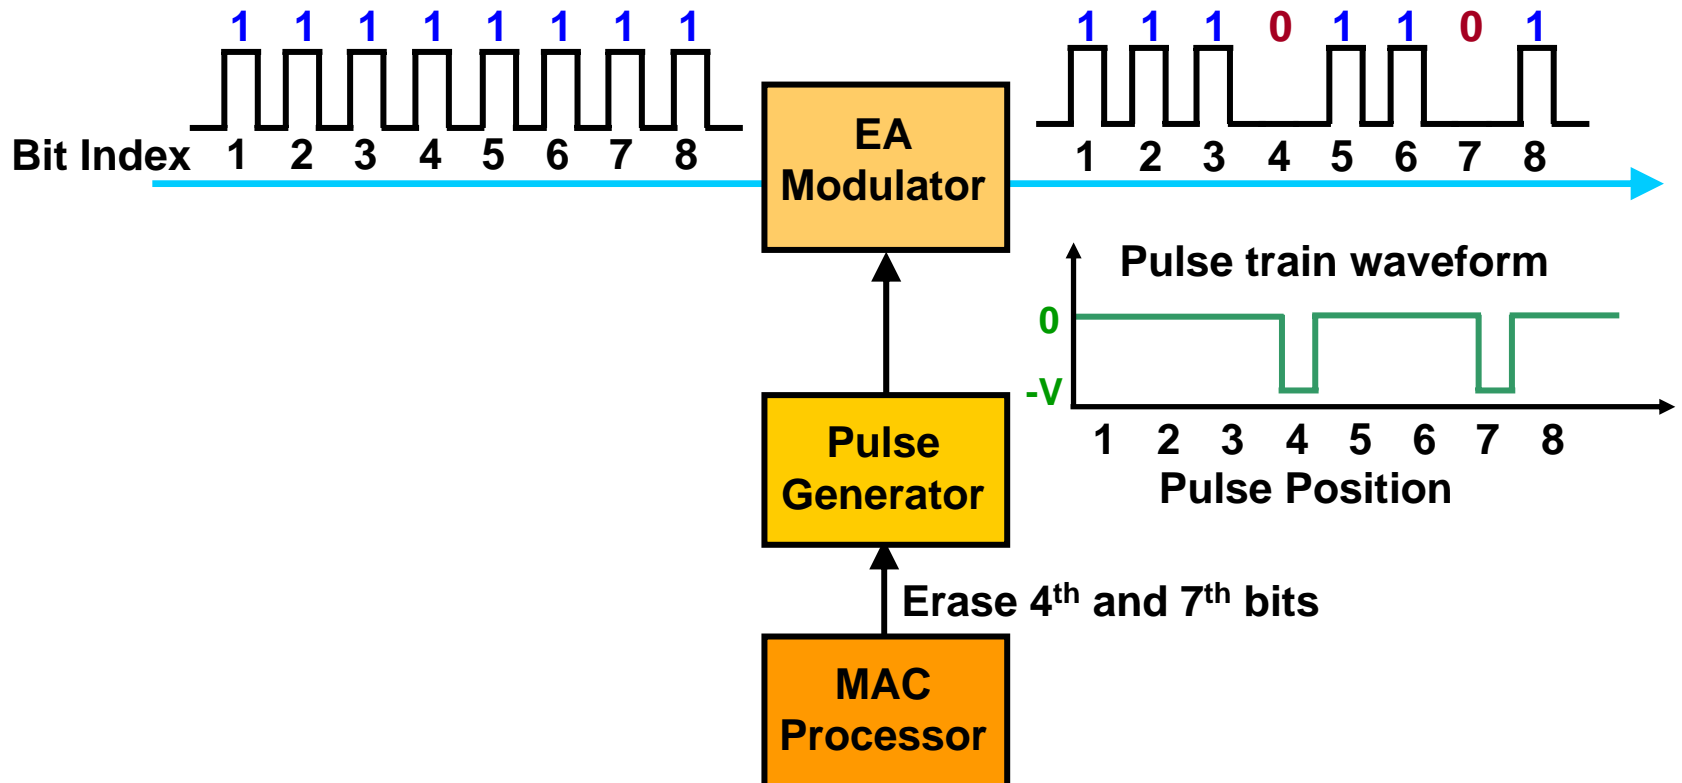 1 1 1 1 1 1 1 1
1 1 1 0 1 1 0 1
Bit Index 1 2 3 4 5 6 7 8
1 2 3 4 5 6 7 8
EA
Modulator
Pulse train waveform
0
-V
1 2 3 4 5 6 7 8
Pulse Position
Pulse
Generator
Erase 4th and 7th bits
MAC
Processor